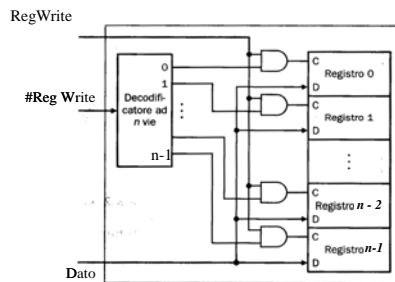 RegWrite
#Reg Write
Decodifi-
catore ad
n vie
0
1
⋮
n-1
C
Registro 0
D
C
Registro 1
D
⋮
C
Registro n - 2
D
C
Registro n-1
D
Dato